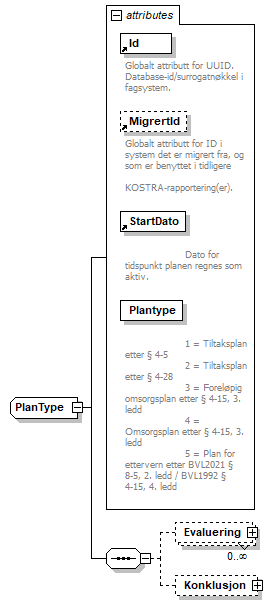 attributes
Id
Globalt attributt for UUID.
Database-id/surrogatnøkkel i
fagsystem.
MigrertId
Globalt attributt for ID i
system det er migrert fra, og
som er benyttet i tidligere
KOSTRA-rapportering(er).
StartDato
Dato for
tidspunkt planen regnes som
aktiv.
Plantype
1 = Tiltaksplan
etter § 4-5
2 = Tiltaksplan
etter § 4-28
3 = Foreløpig
omsorgsplan etter § 4-15, 3.
ledd
4 =
Omsorgsplan etter § 4-15, 3.
ledd
5 = Plan for
ettervern etter BVL2021 §
8-5, 2. ledd / BVL1992 §
4-15, 4. ledd
PlanType
Evaluering
0..∞
Konklusjon